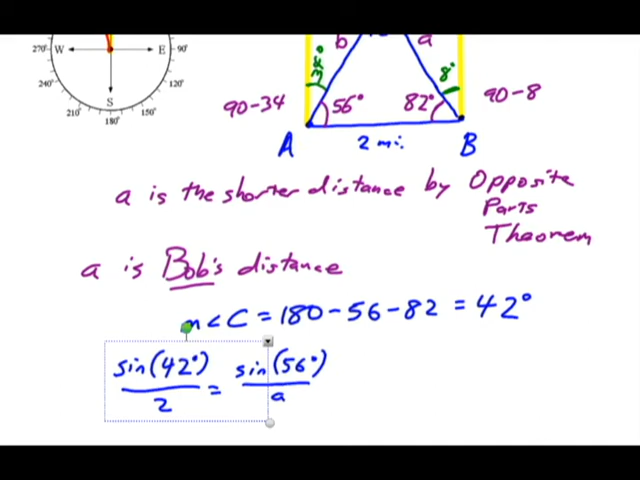 270° W E 90°
240° 120°
210° S 150°
180°
b a
34° 8°
90-34 56° 82° 90-8
A 2 mi. B
a is the shorter distance by Opposite
Parts
Theorem
a is Bob's distance
m<C = 180-56-82 = 42°
sin(42°) = sin(56°)
2 a